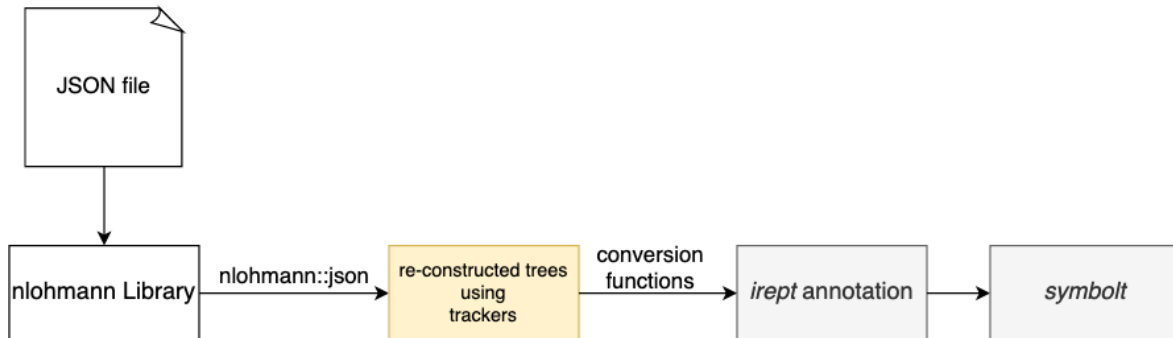 JSON file
nlohmann Library
nlohmann::json
re-constructed trees
using
trackers
conversion
functions
irept annotation
symbolt